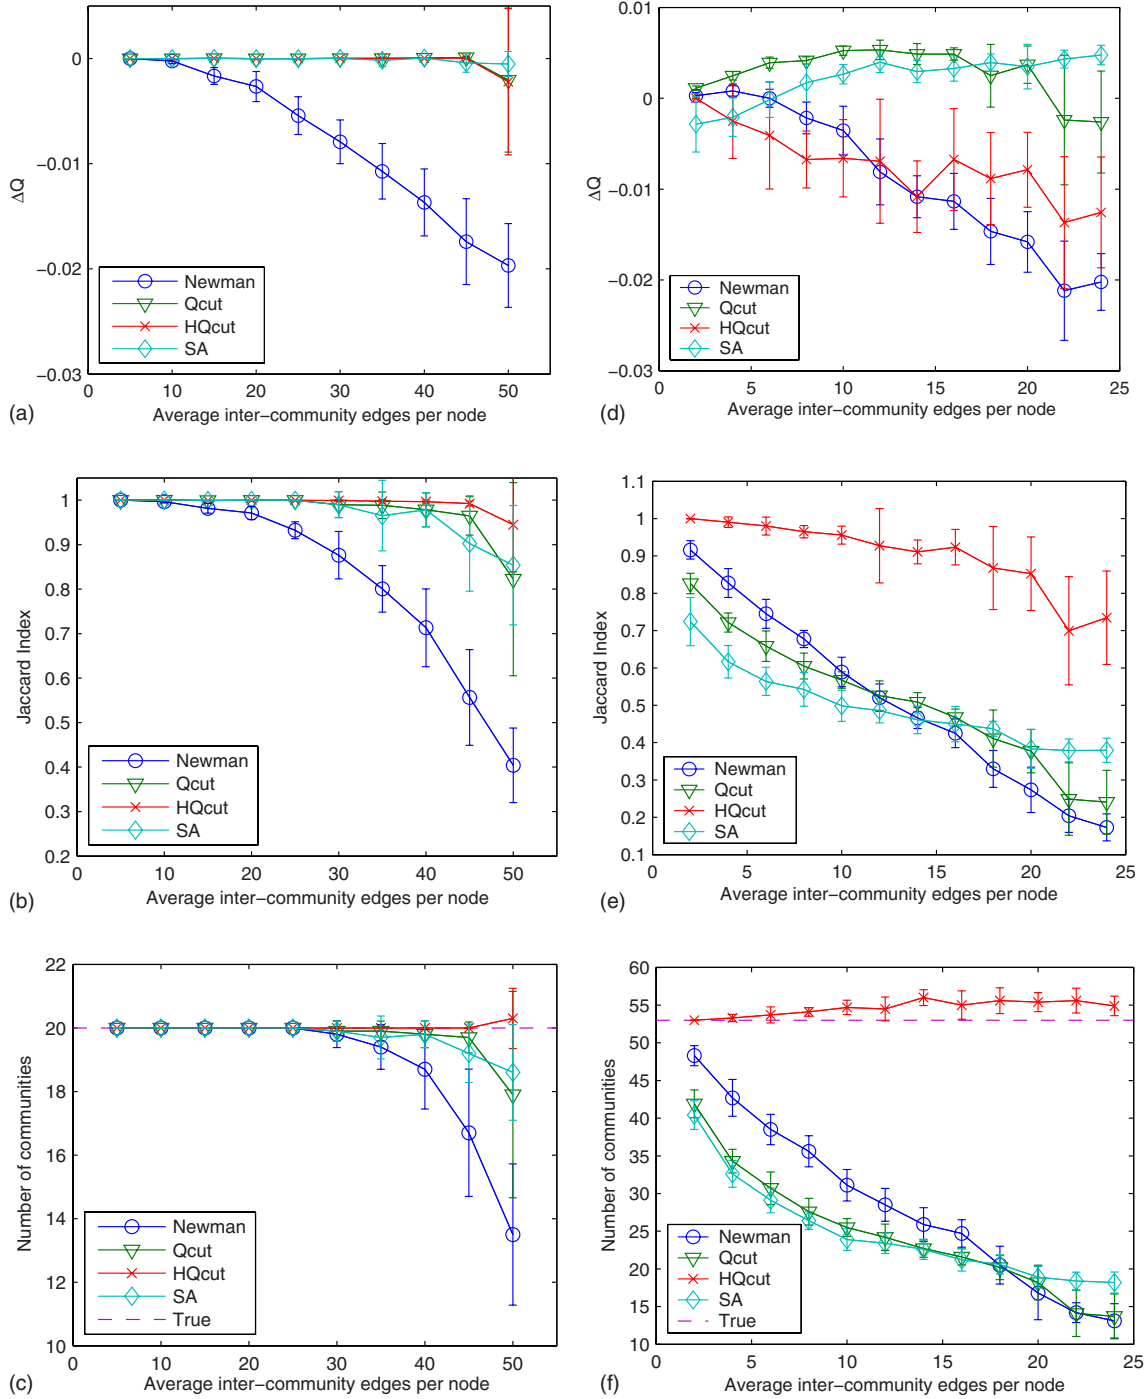 0
−0.01
−0.02
−0.03
ΔQ
0 10 20 30 40 50
Average inter−community edges per node
Newman
Qcut
HQcut
SA
(a)
0.01
0
−0.01
−0.02
−0.03
ΔQ
0 5 10 15 20 25
Average inter−community edges per node
Newman
Qcut
HQcut
SA
(d)
1
0.9
0.8
0.7
0.6
0.5
0.4
0.3
0.2
Jaccard Index
0 10 20 30 40 50
Average inter−community edges per node
Newman
Qcut
HQcut
SA
(b)
1.1
1
0.9
0.8
0.7
0.6
0.5
0.4
0.3
0.2
0.1
Jaccard Index
0 5 10 15 20 25
Average inter−community edges per node
Newman
Qcut
HQcut
SA
(e)
22
20
18
16
14
12
10
Number of communities
0 10 20 30 40 50
Average inter−community edges per node
Newman
Qcut
HQcut
SA
True
(c)
60
55
50
45
40
35
30
25
20
15
10
Number of communities
0 5 10 15 20 25
Average inter−community edges per node
Newman
Qcut
HQcut
SA
True
(f)